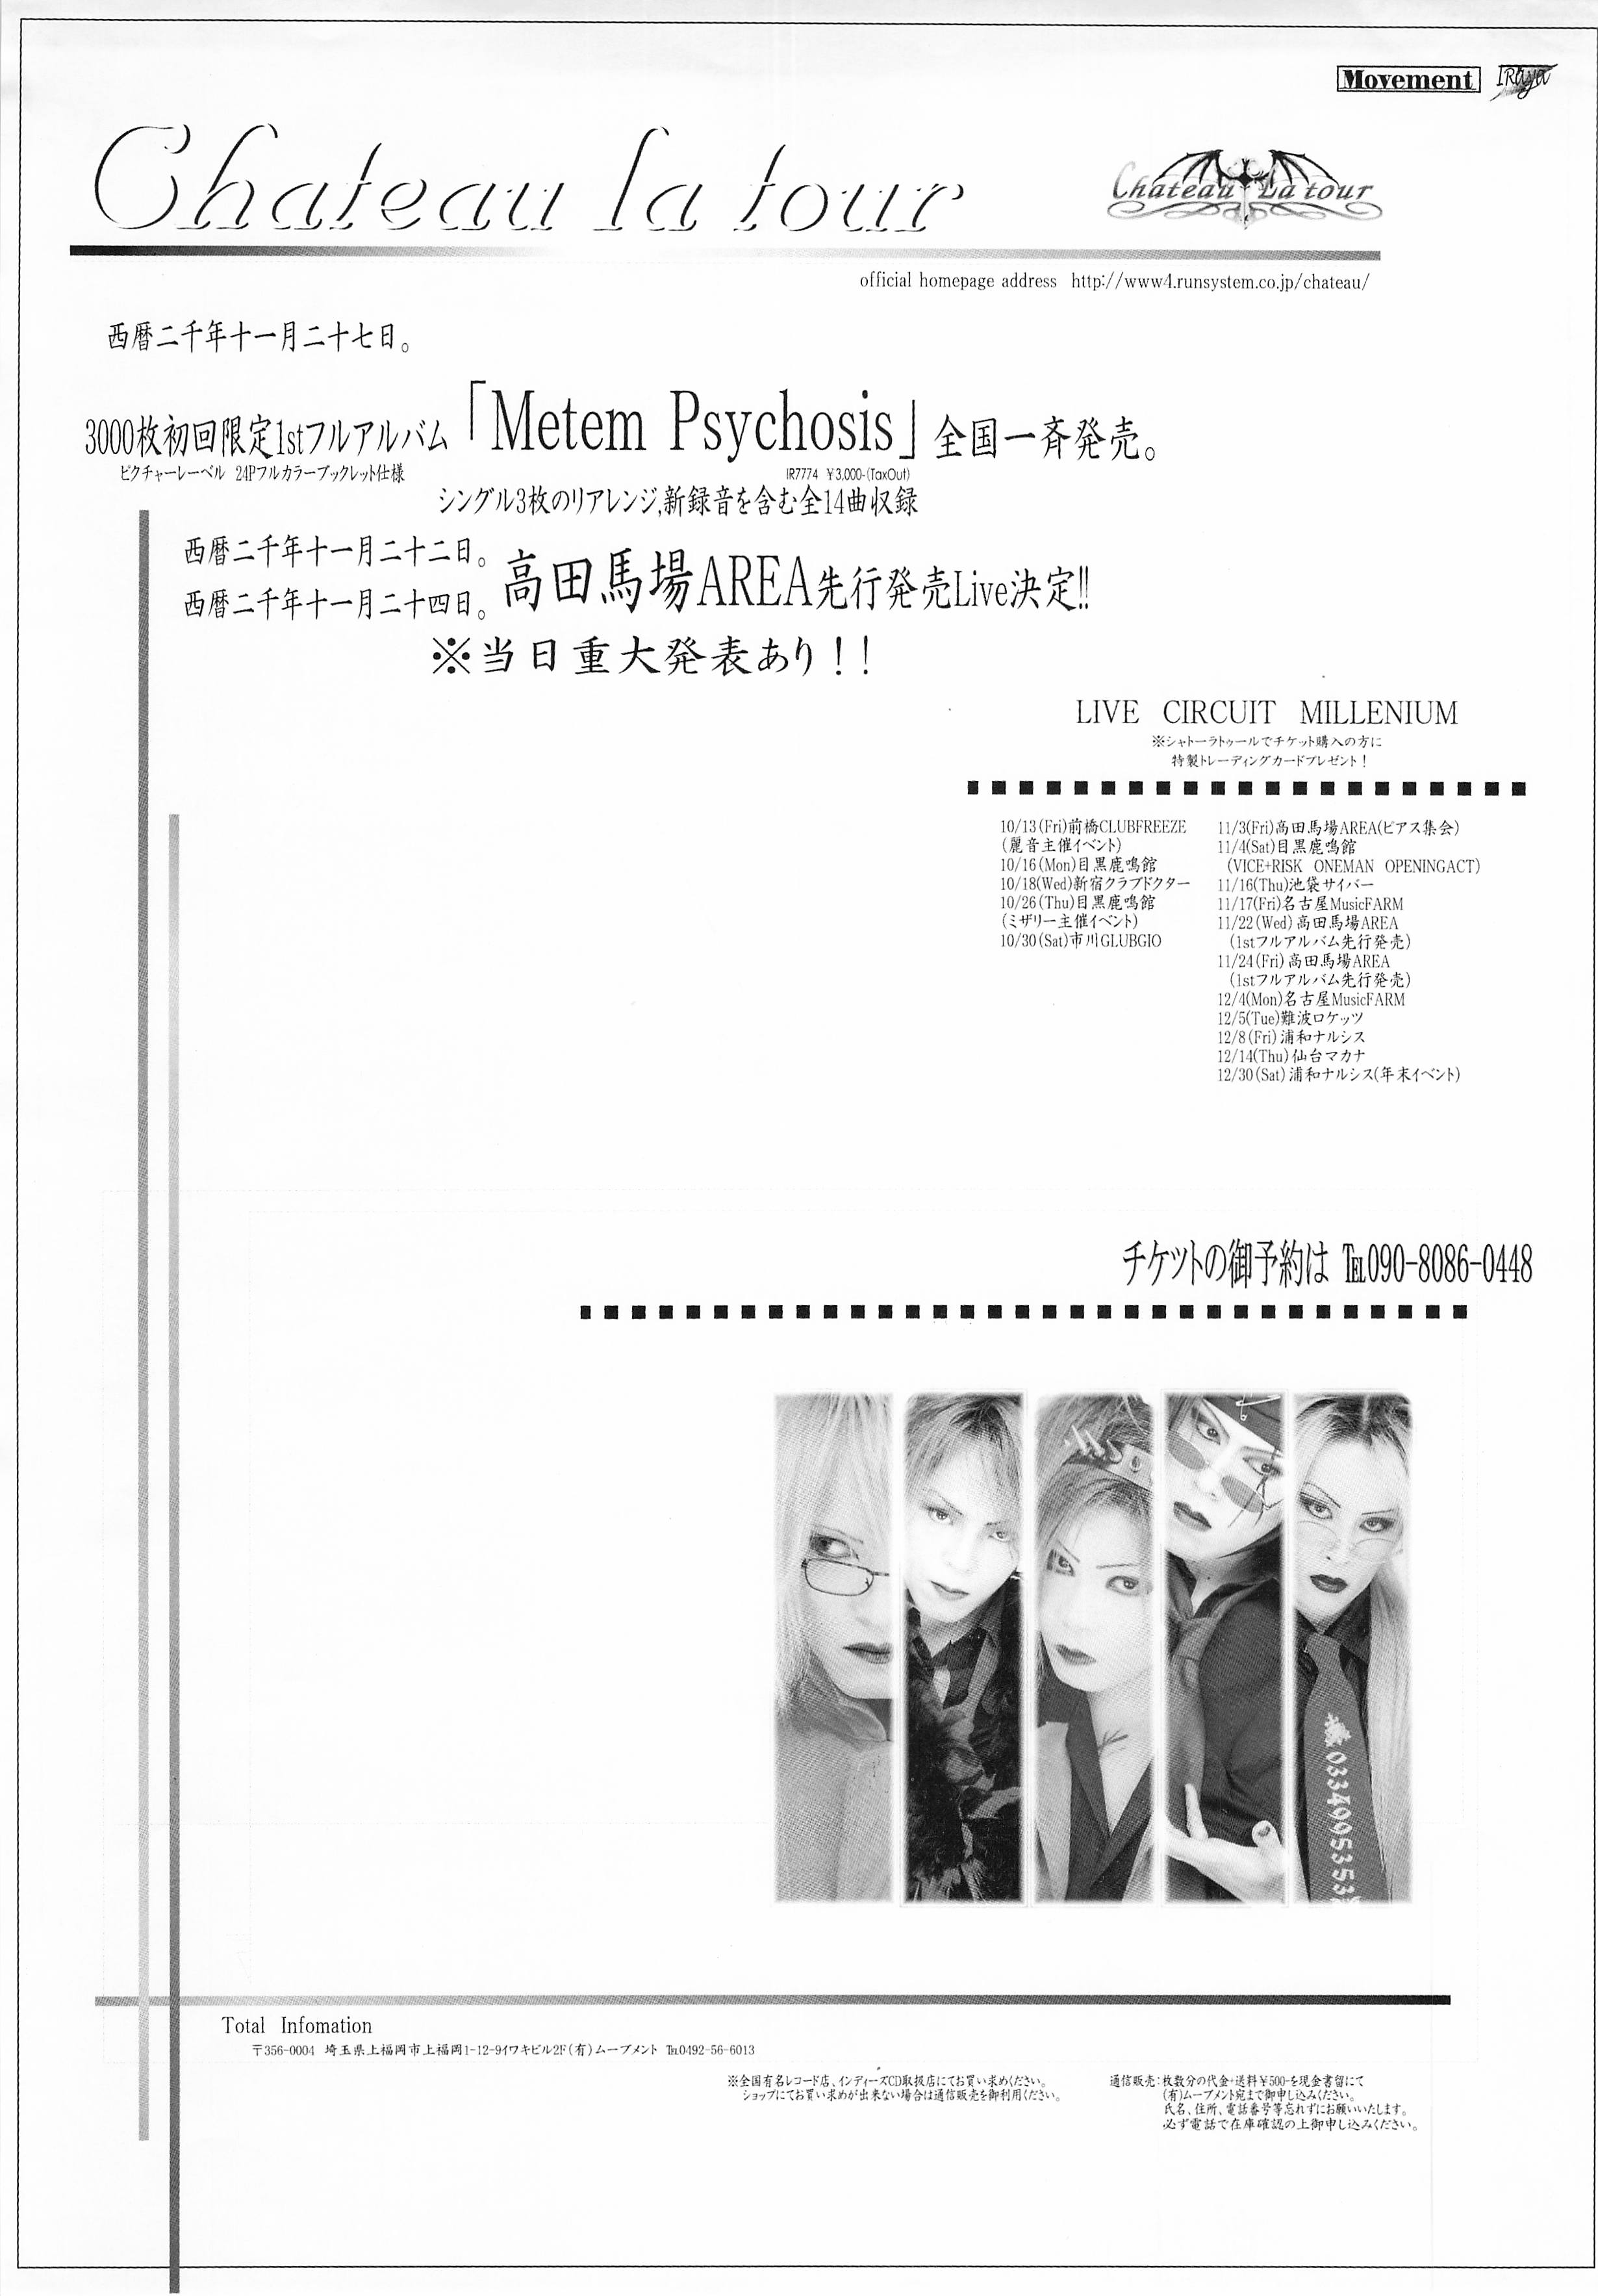 Movement IRaya
Chateau la tour
Chateau La tour
official homepage address http://www4.runsystem.co.jp/chateau/
西暦二千年十一月二十七日。
3000枚初回限定1stフルアルバム「Metem Psychosis」全国一斉発売。
ピクチャーレーベル 24Pフルカラーブックレット仕様
IR7774 ¥3,000-(TaxOut)
シングル3枚のリアレンジ,新録音を含む全14曲収録
西暦二千年十一月二十二日。
西暦二千年十一月二十四日。
高田馬場AREA先行発売Live決定!!
※当日重大発表あり！！
LIVE CIRCUIT MILLENIUM
※シャトーラトゥールでチケット購入の方に
特製トレーディングカードプレゼント！
10/13(Fri)前橋CLUBFREEZE
(麗音主催イベント)
10/16(Mon)目黒鹿鳴館
10/18(Wed)新宿クラブドクター
10/26(Thu)目黒鹿鳴館
(ミザリー主催イベント)
10/30(Sat)市川GLUBGIO
11/3(Fri)高田馬場AREA(ピアス集会)
11/4(Sat)目黒鹿鳴館
(VICE+RISK ONEMAN OPENINGACT)
11/16(Thu)池袋サイバー
11/17(Fri)名古屋MusicFARM
11/22(Wed)高田馬場AREA
(1stフルアルバム先行発売)
11/24(Fri)高田馬場AREA
(1stフルアルバム先行発売)
12/4(Mon)名古屋MusicFARM
12/5(Tue)難波ロケッツ
12/8(Fri)浦和ナルシス
12/14(Thu)仙台マカナ
12/30(Sat)浦和ナルシス(年末イベント)
チケットの御予約は ℡090-8086-0448
0334995353
Total Infomation
〒356-0004 埼玉県上福岡市上福岡1-12-9イワキビル2F(有)ムーブメント ℡0492-56-6013
※全国有名レコード店、インディーズCD取扱店にてお買い求めください。
ショップにてお買い求めが出来ない場合は通信販売を御利用ください。
通信販売:枚数分の代金+送料¥500-を現金書留にて
(有)ムーブメント宛まで御申し込みください。
氏名、住所、電話番号等忘れずにお願いいたします。
必ず電話で在庫確認の上御申し込みください。